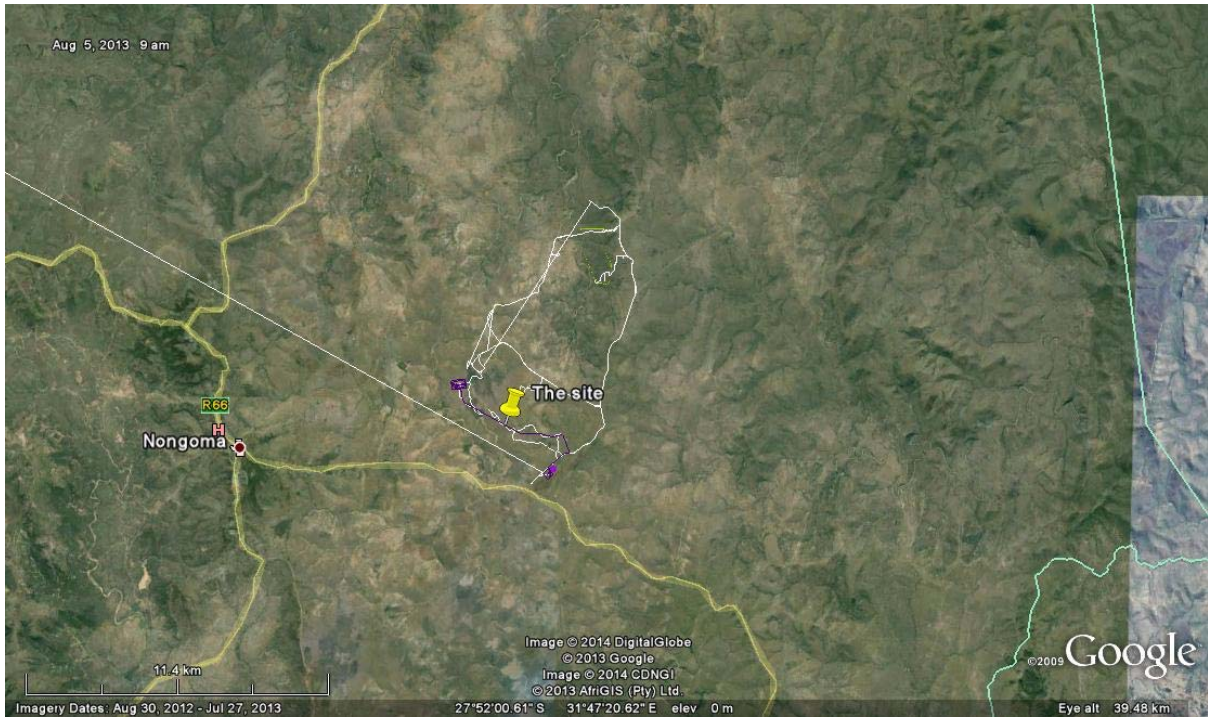 Aug 5, 2013 9 am
The site
R66
H
Nongoma
11.4 km
Image © 2014 DigitalGlobe
© 2013 Google
Image © 2014 CDNGI
© 2013 AfriGIS (Pty) Ltd.
©2009 Google
Imagery Dates: Aug 30, 2012 - Jul 27, 2013 27°52'00.61" S 31°47'20.62" E elev 0 m Eye alt 39.48 km